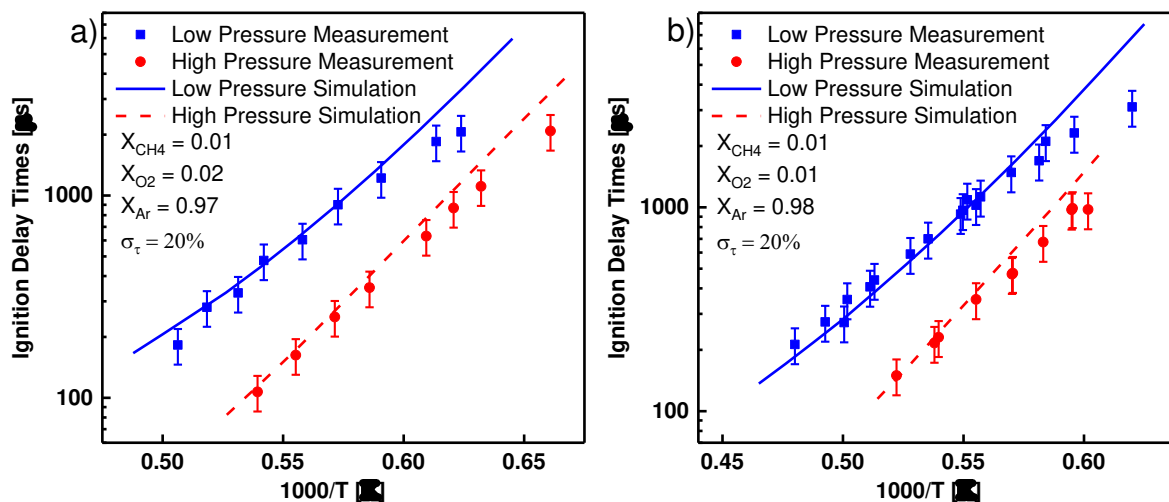 a)
Low Pressure Measurement
High Pressure Measurement
Low Pressure Simulation
High Pressure Simulation
X_CH4 = 0.01
X_O2 = 0.02
X_Ar = 0.97
σ_τ = 20%
Ignition Delay Times [µs]
1000
100
0.50 0.55 0.60 0.65
1000/T
b)
Low Pressure Measurement
High Pressure Measurement
Low Pressure Simulation
High Pressure Simulation
X_CH4 = 0.01
X_O2 = 0.01
X_Ar = 0.98
σ_τ = 20%
Ignition Delay Times [µs]
1000
100
0.45 0.50 0.55 0.60
1000/T